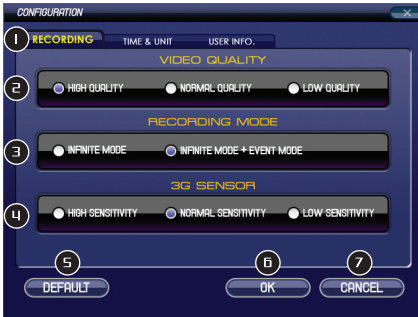 CONFIGURATION
1 RECORDING TIME & UNIT USER INFO.
VIDEO QUALITY
2 HIGH QUALITY NORMAL QUALITY LOW QUALITY
RECORDING MODE
3 INFINITE MODE INFINITE MODE + EVENT MODE
3G SENSOR
4 HIGH SENSITIVITY NORMAL SENSITIVITY LOW SENSITIVITY
5 6 7
DEFAULT OK CANCEL